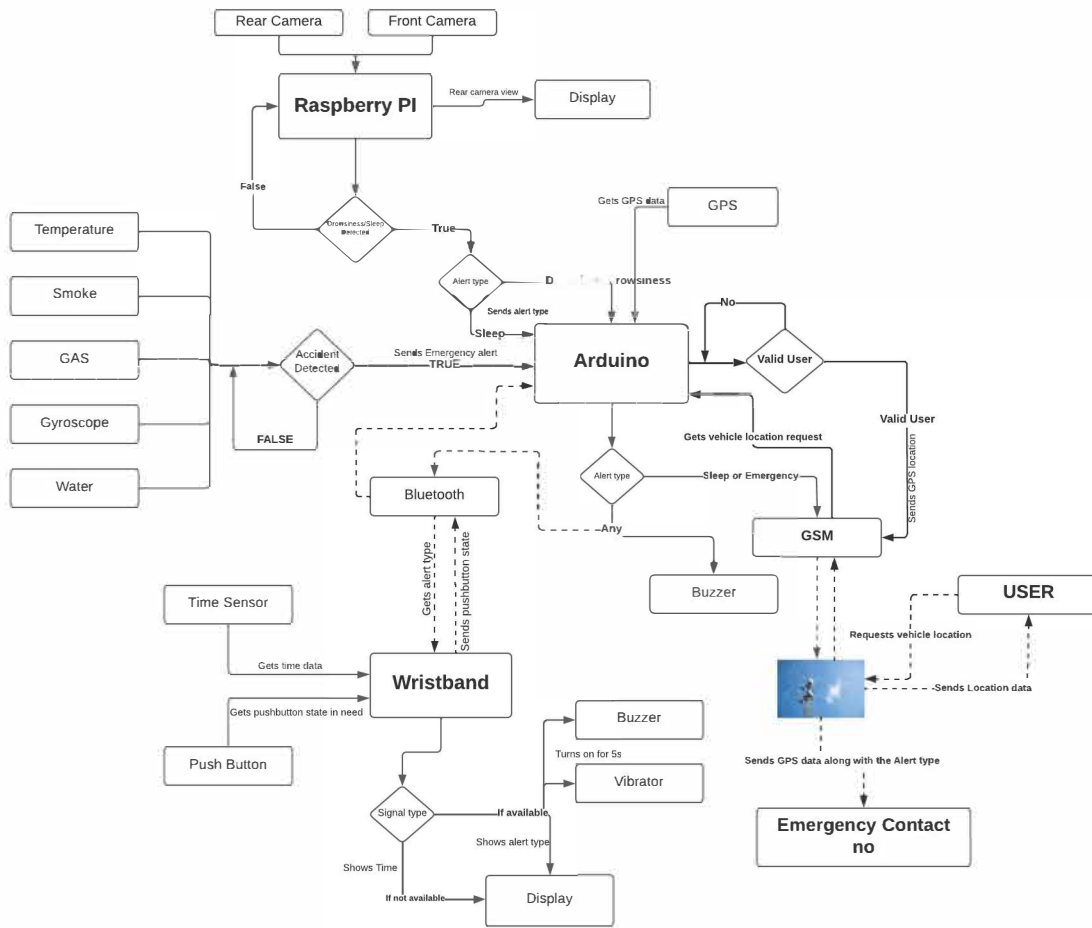 Rear Camera
Front Camera
Raspberry PI
Rear camera view
Display
False
Drowsiness/Sleep
Detected
True
Gets GPS data
GPS
Temperature
Smoke
GAS
Gyroscope
Water
Alert type
Sends alert type
Sleep
Accident
Detected
Sends Emergency alert
TRUE
FALSE
Arduino
No
Valid User
Valid User
Sends GPS location
Gets vehicle location request
Alert type
Sleep or Emergency
Any
GSM
Buzzer
Bluetooth
Gets alert type
Sends pushbutton state
Time Sensor
Gets time data
Wristband
Gets pushbutton state in need
Push Button
USER
Requests vehicle location
Sends Location data
Sends GPS data along with the Alert type
Emergency Contact
no
Buzzer
Turns on for 5s
Vibrator
Signal type
If available
Shows alert type
Shows Time
If not available
Display